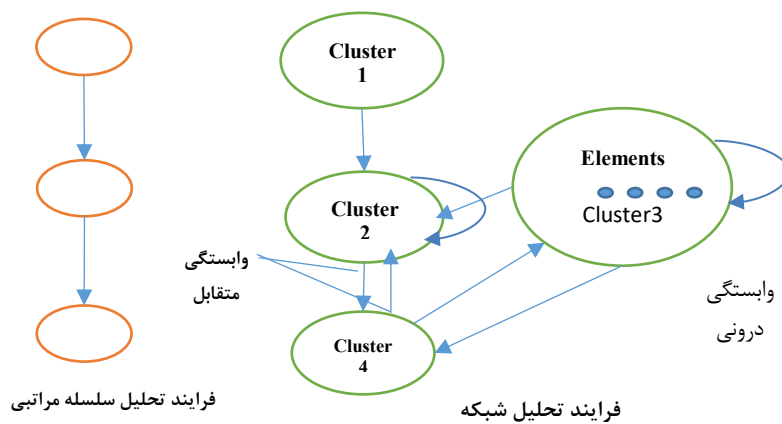 Cluster
1
Elements
Cluster3
Cluster
2
وابستگی
متقابل
وابستگی
درونی
Cluster
4
فرایند تحلیل سلسله مراتبی
فرایند تحلیل شبکه